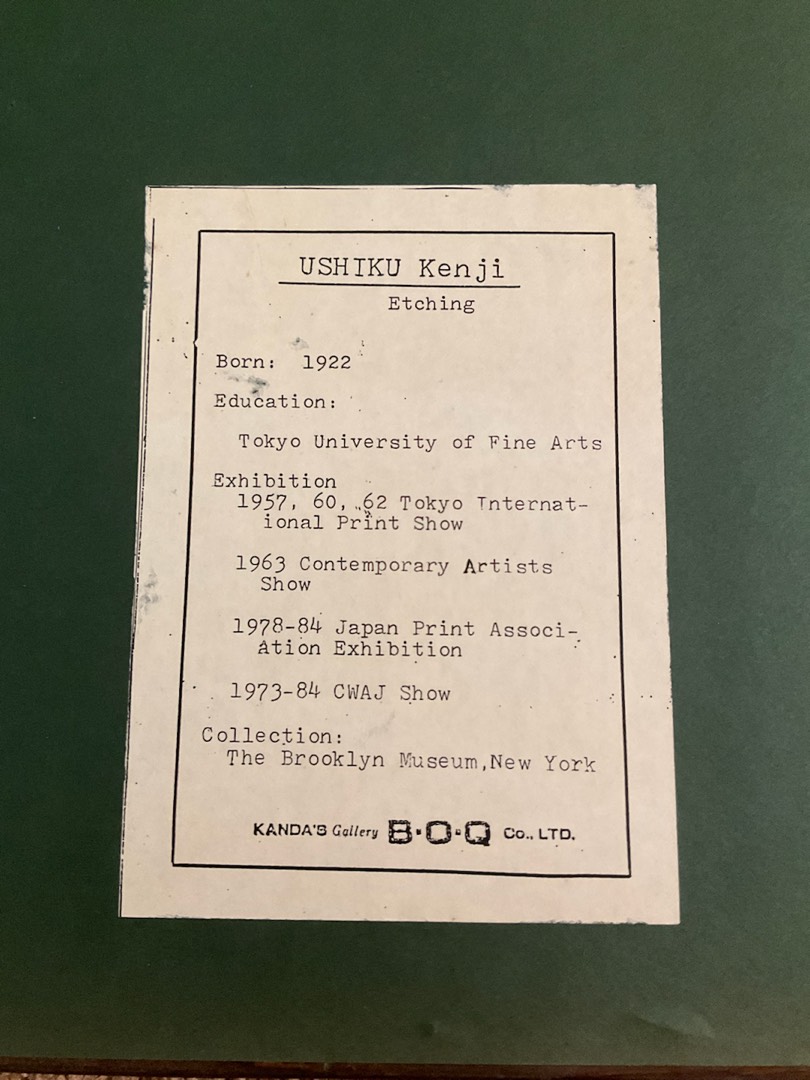 USHIKU Kenji
Etching
Born: 1922
Education:
Tokyo University of Fine Arts
Exhibition
1957, 60, 62 Tokyo Internat-
ional Print Show
1963 Contemporary Artists
Show
1978-84 Japan Print Associ-
ation Exhibition
1973-84 CWAJ Show
Collection:
The Brooklyn Museum,New York
KANDA'S Gallery B·O·Q Co., LTD.